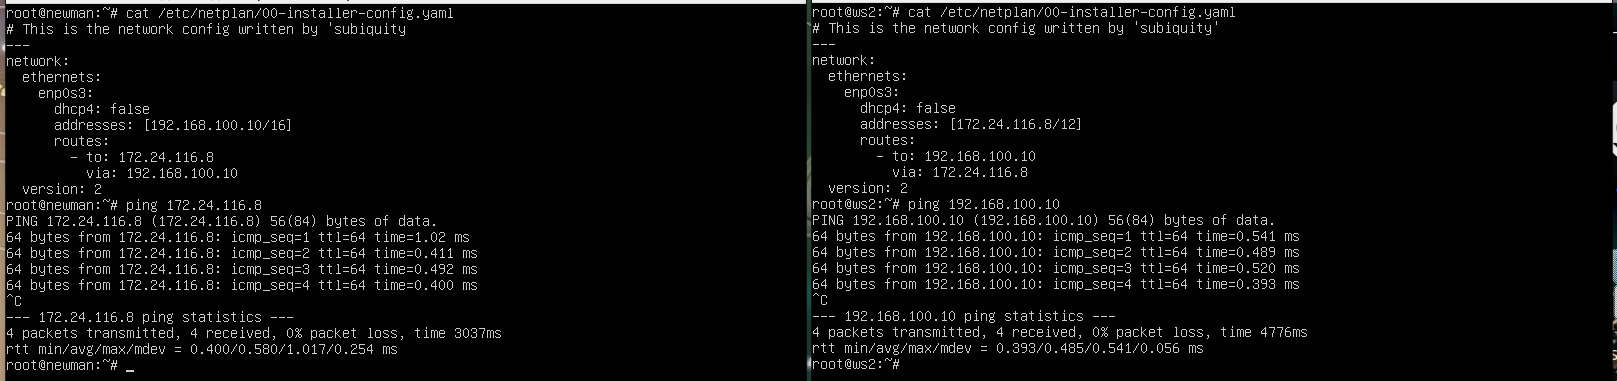 root@newman:~# cat /etc/netplan/00-installer-config.yaml
# This is the network config written by 'subiquity
---
network:
  ethernets:
    enp0s3:
      dhcp4: false
      addresses: [192.168.100.10/16]
      routes:
        - to: 172.24.116.8
          via: 192.168.100.10
  version: 2
root@newman:~# ping 172.24.116.8
PING 172.24.116.8 (172.24.116.8) 56(84) bytes of data.
64 bytes from 172.24.116.8: icmp_seq=1 ttl=64 time=1.02 ms
64 bytes from 172.24.116.8: icmp_seq=2 ttl=64 time=0.411 ms
64 bytes from 172.24.116.8: icmp_seq=3 ttl=64 time=0.492 ms
64 bytes from 172.24.116.8: icmp_seq=4 ttl=64 time=0.400 ms
^C
--- 172.24.116.8 ping statistics ---
4 packets transmitted, 4 received, 0% packet loss, time 3037ms
rtt min/avg/max/mdev = 0.400/0.580/1.017/0.254 ms
root@newman:~# _
root@ws2:~# cat /etc/netplan/00-installer-config.yaml
# This is the network config written by 'subiquity'
---
network:
  ethernets:
    enp0s3:
      dhcp4: false
      addresses: [172.24.116.8/12]
      routes:
        - to: 192.168.100.10
          via: 172.24.116.8
  version: 2
root@ws2:~# ping 192.168.100.10
PING 192.168.100.10 (192.168.100.10) 56(84) bytes of data.
64 bytes from 192.168.100.10: icmp_seq=1 ttl=64 time=0.541 ms
64 bytes from 192.168.100.10: icmp_seq=2 ttl=64 time=0.489 ms
64 bytes from 192.168.100.10: icmp_seq=3 ttl=64 time=0.520 ms
64 bytes from 192.168.100.10: icmp_seq=4 ttl=64 time=0.393 ms
^C
--- 192.168.100.10 ping statistics ---
4 packets transmitted, 4 received, 0% packet loss, time 4776ms
rtt min/avg/max/mdev = 0.393/0.485/0.541/0.056 ms
root@ws2:~#